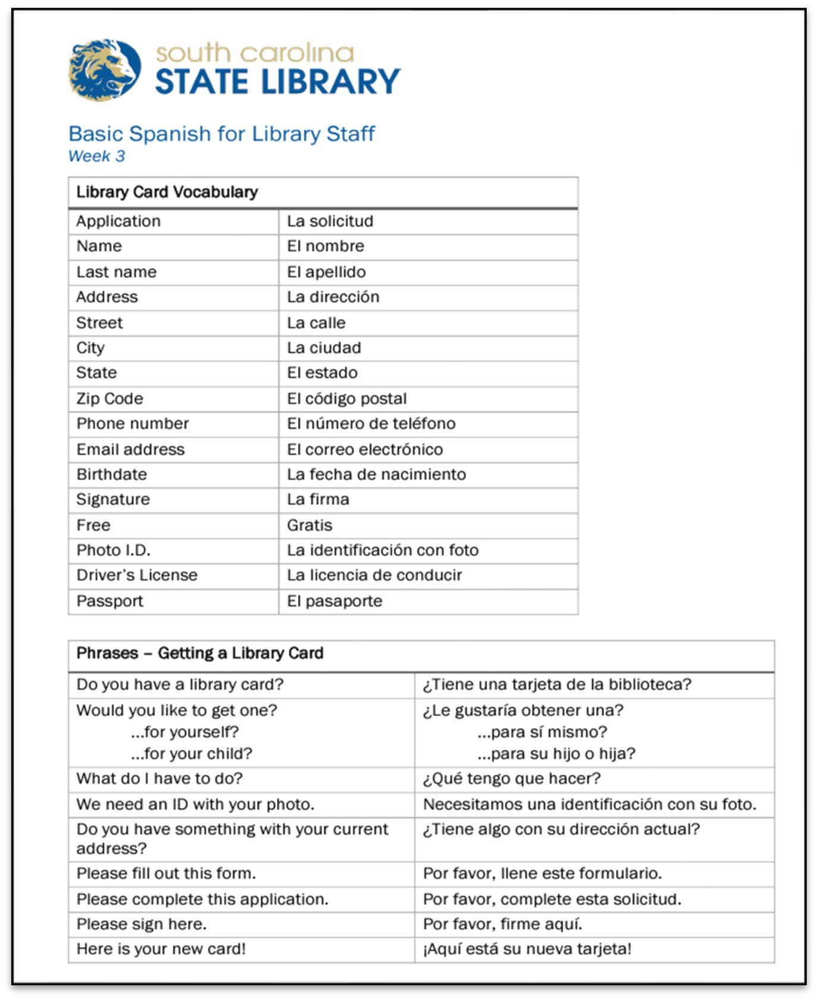 south carolina
STATE LIBRARY
Basic Spanish for Library Staff
Week 3
Library Card Vocabulary
Application La solicitud
Name El nombre
Last name El apellido
Address La dirección
Street La calle
City La ciudad
State El estado
Zip Code El código postal
Phone number El número de teléfono
Email address El correo electrónico
Birthdate La fecha de nacimiento
Signature La firma
Free Gratis
Photo I.D. La identificación con foto
Driver’s License La licencia de conducir
Passport El pasaporte
Phrases – Getting a Library Card
Do you have a library card? ¿Tiene una tarjeta de la biblioteca?
Would you like to get one? ¿Le gustaría obtener una?
...for yourself? ...para sí mismo?
...for your child? ...para su hijo o hija?
What do I have to do? ¿Qué tengo que hacer?
We need an ID with your photo. Necesitamos una identificación con su foto.
Do you have something with your current ¿Tiene algo con su dirección actual?
address?
Please fill out this form. Por favor, llene este formulario.
Please complete this application. Por favor, complete esta solicitud.
Please sign here. Por favor, firme aquí.
Here is your new card! ¡Aquí está su nueva tarjeta!